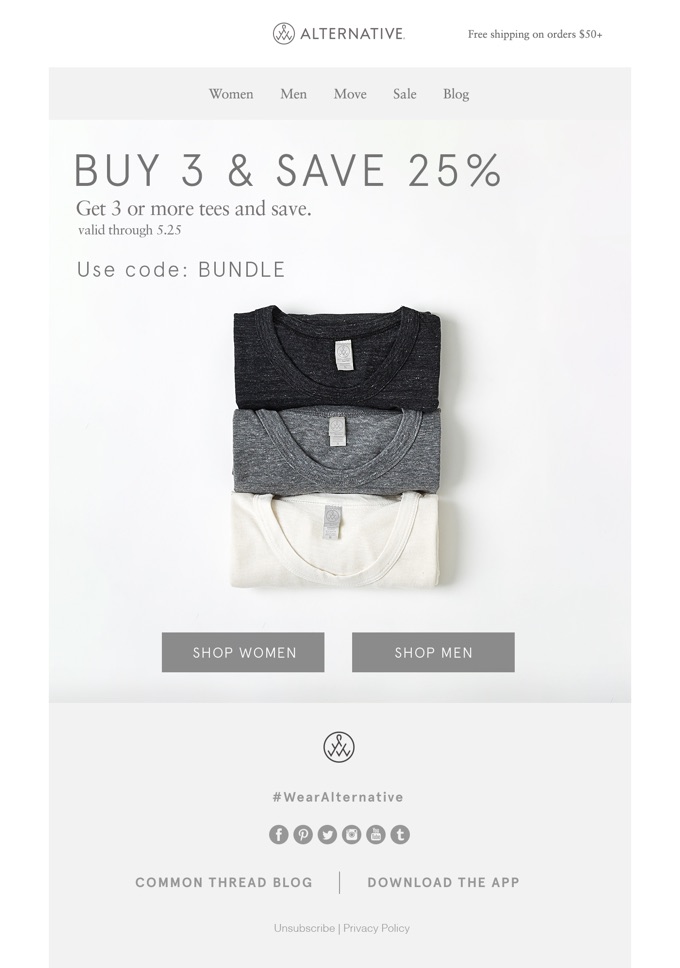 ALTERNATIVE.
Free shipping on orders $50+
Women Men Move Sale Blog
BUY 3 & SAVE 25%
Get 3 or more tees and save.
valid through 5.25
Use code: BUNDLE
SHOP WOMEN SHOP MEN
#WearAlternative
COMMON THREAD BLOG | DOWNLOAD THE APP
Unsubscribe | Privacy Policy